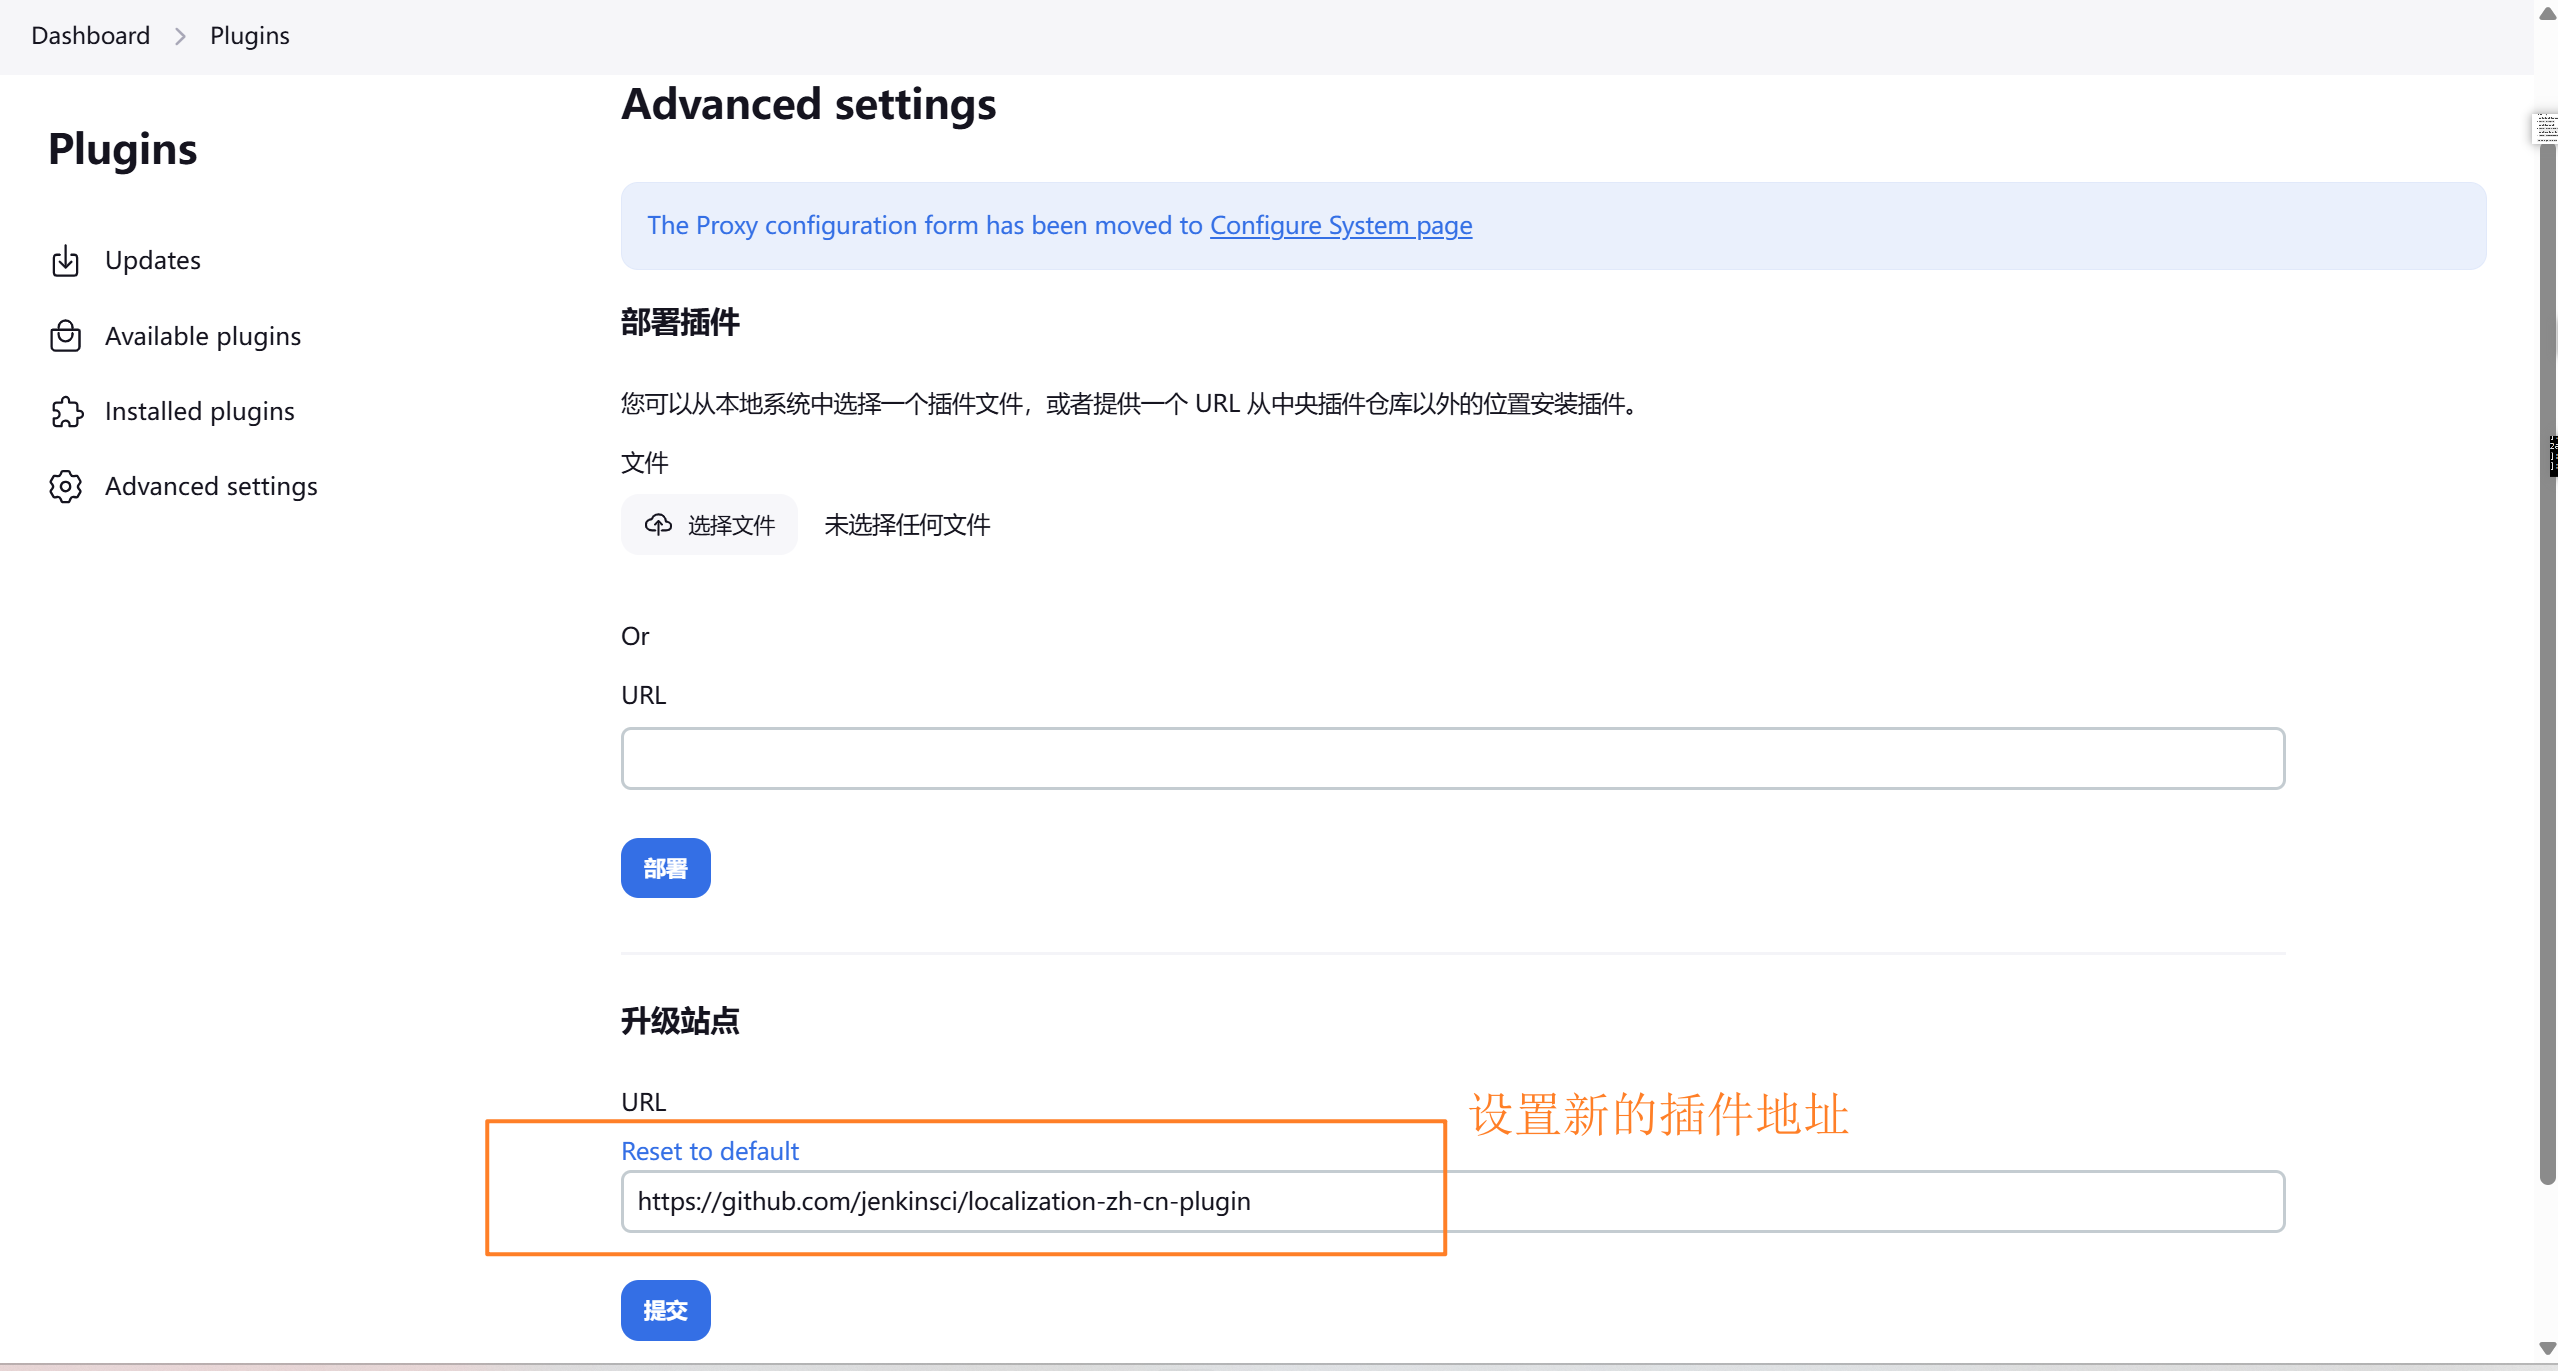 Dashboard
Plugins
Plugins
Updates
Available plugins
Installed plugins
Advanced settings
Advanced settings
The Proxy configuration form has been moved to Configure System page
部署插件
您可以从本地系统中选择一个插件文件，或者提供一个 URL 从中央插件仓库以外的位置安装插件。
文件
选择文件
未选择任何文件
Or
URL
部署
升级站点
URL
设置新的插件地址
Reset to default
https://github.com/jenkinsci/localization-zh-cn-plugin
提交